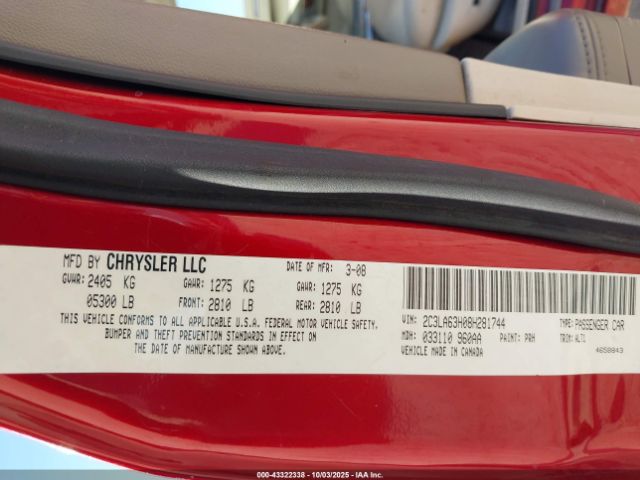 MFD BY CHRYSLER LLC DATE OF MFR: 3-08
GVWR: 2405 KG GAWR: 1275 KG GAWR: 1275 KG
05300 LB FRONT: 2810 LB REAR: 2810 LB
THIS VEHICLE CONFORMS TO ALL APPLICABLE U.S.A. FEDERAL MOTOR VEHICLE SAFETY,
BUMPER AND THEFT PREVENTION STANDARDS IN EFFECT ON
THE DATE OF MANUFACTURE SHOWN ABOVE.
VIN: 2C3LA63H08H281744 TYPE: PASSENGER CAR
MDH: 033110 960AA PAINT: PRH TRIM: ALT1
VEHICLE MADE IN CANADA 4658843
000-43322338 - 10/03/2025 - IAA Inc.